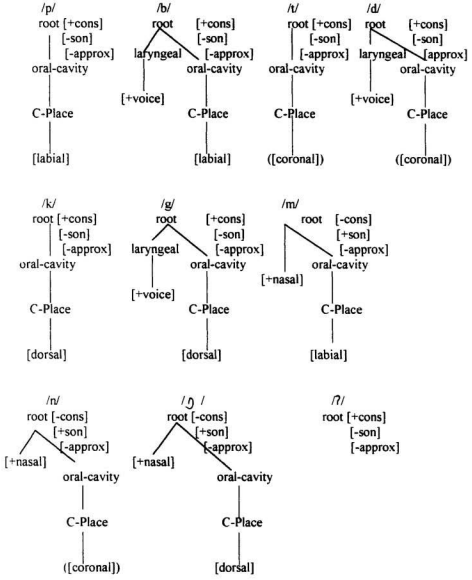 /p/ /b/ /t/ /d/
root [+cons] root [+cons] root [+cons] root [+cons]
[-son] [-son] [-son] [-son]
[-approx] laryngeal [-approx] [-approx] laryngeal [approx]
oral-cavity oral-cavity oral-cavity oral-cavity
[+voice] [+voice]
C-Place C-Place C-Place C-Place
[labial] [labial] ([coronal]) ([coronal])
/k/ /g/ /m/
root [+cons] root [+cons] root [-cons]
[-son] [-son] [+son]
[-approx] laryngeal [-approx] [-approx]
oral-cavity oral-cavity [+nasal] oral-cavity
[+voice]
C-Place C-Place C-Place
[dorsal] [dorsal] [labial]
/n/ /ŋ/ /ʔ/
root [-cons] root [-cons] root [+cons]
[+son] [+son] [-son]
[+nasal] [-approx] [+nasal] [-approx] [-approx]
oral-cavity oral-cavity
C-Place C-Place
([coronal]) [dorsal]